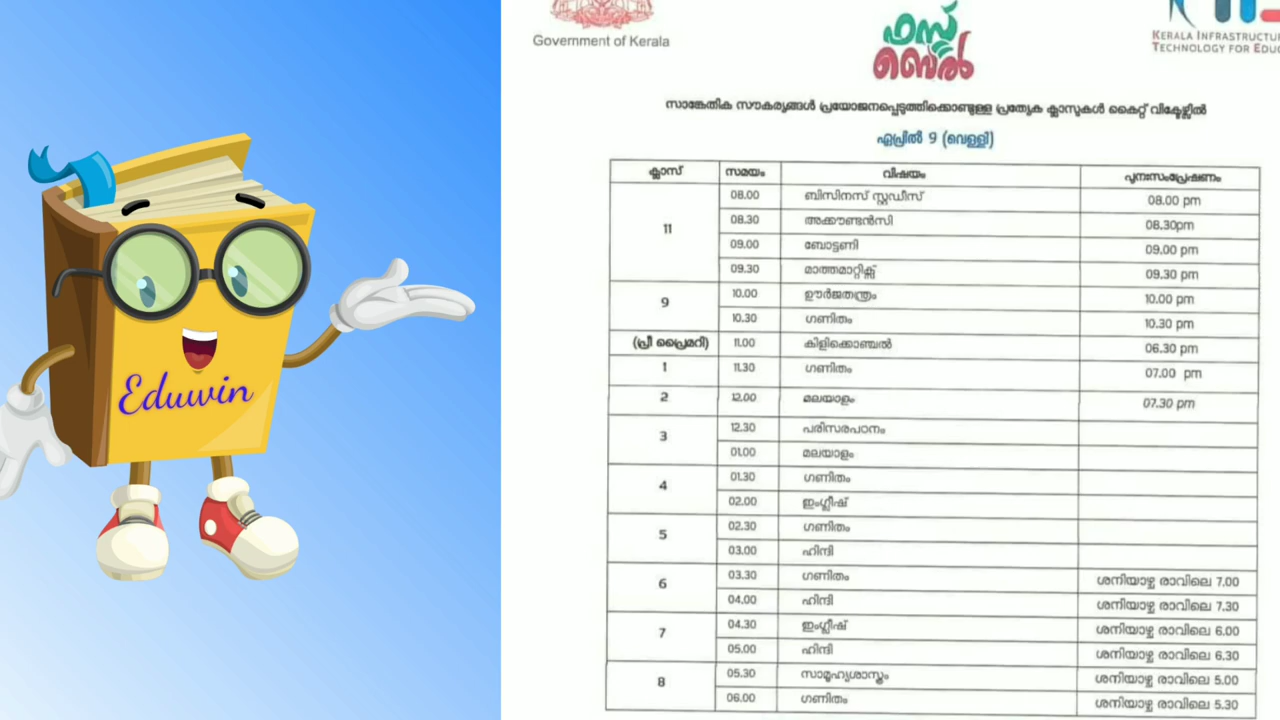 Eduwin
Government of Kerala
ഫസ്റ്റ്
ബെൽ
KERALA INFRASTRUCTU
TECHNOLOGY FOR EDUC
സാങ്കേതിക സൗകര്യങ്ങൾ പ്രയോജനപ്പെടുത്തിക്കൊണ്ടുള്ള പ്രത്യേക ക്ലാസുകൾ കൈറ്റ് വിക്ടേഴ്സിൽ
ഏപ്രിൽ 9 (വെള്ളി)
ക്ലാസ് സമയം വിഷയം പുനഃസംപ്രേഷണം
11 08.00 ബിസിനസ് സ്റ്റഡീസ് 08.00 pm
08.30 അക്കൗണ്ടൻസി 08.30pm
09.00 ബോട്ടണി 09.00 pm
09.30 മാത്തമാറ്റിക്സ് 09.30 pm
9 10.00 ഊർജതന്ത്രം 10.00 pm
10.30 ഗണിതം 10.30 pm
(പ്രീ പ്രൈമറി) 11.00 കിളിക്കൊഞ്ചൽ 06.30 pm
1 11.30 ഗണിതം 07.00 pm
2 12.00 മലയാളം 07.30 pm
3 12.30 പരിസരപഠനം
01.00 മലയാളം
4 01.30 ഗണിതം
02.00 ഇംഗ്ലീഷ്
5 02.30 ഗണിതം
03.00 ഹിന്ദി
6 03.30 ഗണിതം ശനിയാഴ്ച രാവിലെ 7.00
04.00 ഹിന്ദി ശനിയാഴ്ച രാവിലെ 7.30
7 04.30 ഇംഗ്ലീഷ് ശനിയാഴ്ച രാവിലെ 6.00
05.00 ഹിന്ദി ശനിയാഴ്ച രാവിലെ 6.30
8 05.30 സാമൂഹ്യശാസ്ത്രം ശനിയാഴ്ച രാവിലെ 5.00
06.00 ഗണിതം ശനിയാഴ്ച രാവിലെ 5.30